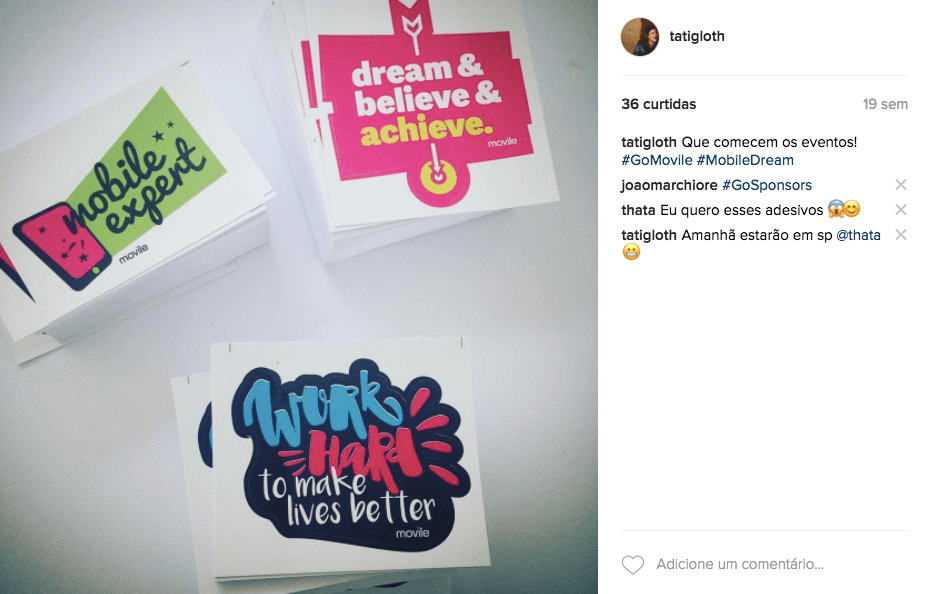 dream &
believe &
achieve.
movile
mobile
expert
movile
Work
Hard
to make
lives better
movile
tatigloth
36 curtidas 19 sem
tatigloth Que comecem os eventos!
#GoMovile #MobileDream
joaomarchiore #GoSponsors
thata Eu quero esses adesivos 😱😊
tatigloth Amanhã estarão em sp @thata
😬
Adicione um comentário...